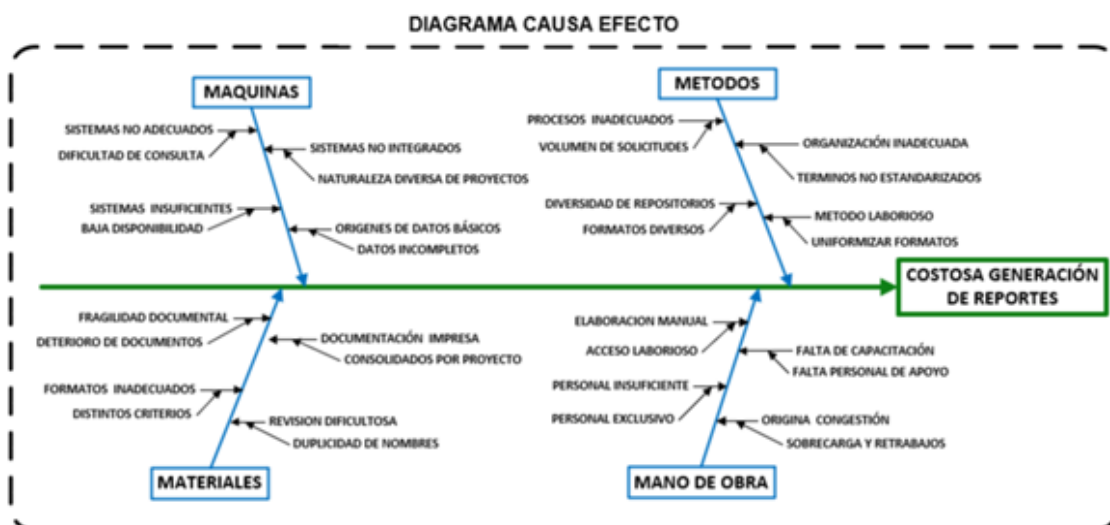 DIAGRAMA CAUSA EFECTO
MAQUINAS
SISTEMAS NO ADECUADOS
DIFICULTAD DE CONSULTA
SISTEMAS NO INTEGRADOS
NATURALEZA DIVERSA DE PROYECTOS
SISTEMAS INSUFICIENTES
BAJA DISPONIBILIDAD
ORIGENES DE DATOS BÁSICOS
DATOS INCOMPLETOS
METODOS
PROCESOS INADECUADOS
VOLUMEN DE SOLICITUDES
ORGANIZACIÓN INADECUADA
TERMINOS NO ESTANDARIZADOS
DIVERSIDAD DE REPOSITORIOS
FORMATOS DIVERSOS
METODO LABORIOSO
UNIFORMIZAR FORMATOS
COSTOSA GENERACIÓN
DE REPORTES
FRAGILIDAD DOCUMENTAL
DETERIORO DE DOCUMENTOS
DOCUMENTACIÓN IMPRESA
CONSOLIDADOS POR PROYECTO
FORMATOS INADECUADOS
DISTINTOS CRITERIOS
REVISION DIFICULTOSA
DUPLICIDAD DE NOMBRES
MATERIALES
ELABORACION MANUAL
ACCESO LABORIOSO
FALTA DE CAPACITACIÓN
FALTA PERSONAL DE APOYO
PERSONAL INSUFICIENTE
PERSONAL EXCLUSIVO
ORIGINA CONGESTIÓN
SOBRECARGA Y RETRABAJOS
MANO DE OBRA